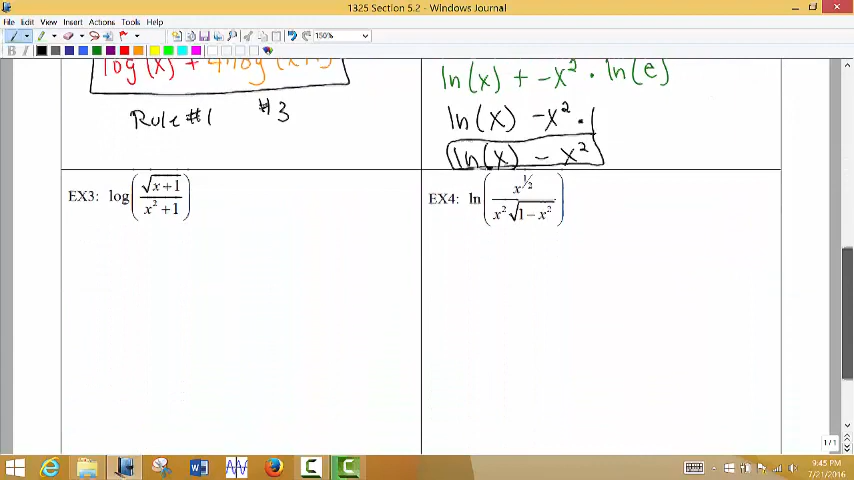 1325 Section 5.2 - Windows Journal
File Edit View Insert Actions Tools Help
150%
B
log(x) +
ln(x) + -x² · ln(e)
Rule #1 #3
ln(x) -x² · 1
ln(x) - x²
EX3: log(√(x+1) / (x²+1))
EX4: ln(x^½ / (x²√(1-x²)))
1/1
9:45 PM
7/21/2016